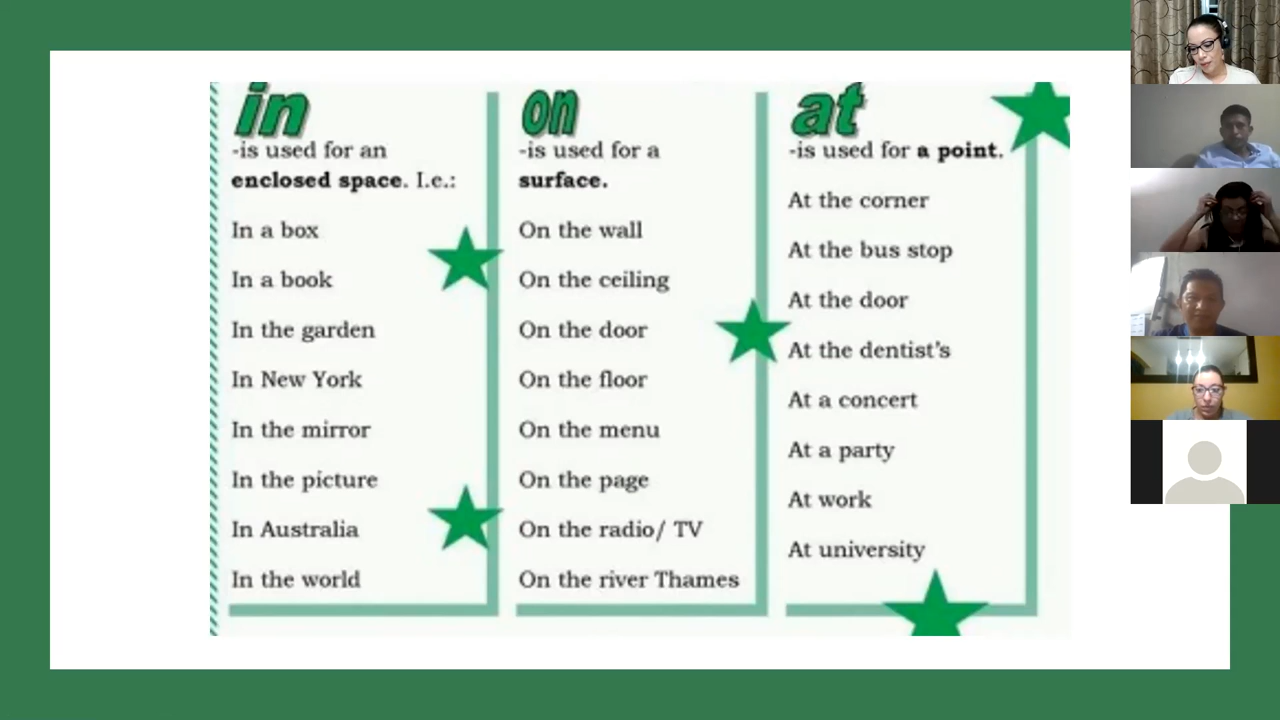 in
-is used for an
enclosed space. I.e.:
In a box
In a book
In the garden
In New York
In the mirror
In the picture
In Australia
In the world
on
-is used for a
surface.
On the wall
On the ceiling
On the door
On the floor
On the menu
On the page
On the radio/ TV
On the river Thames
at
-is used for a point.
At the corner
At the bus stop
At the door
At the dentist's
At a concert
At a party
At work
At university